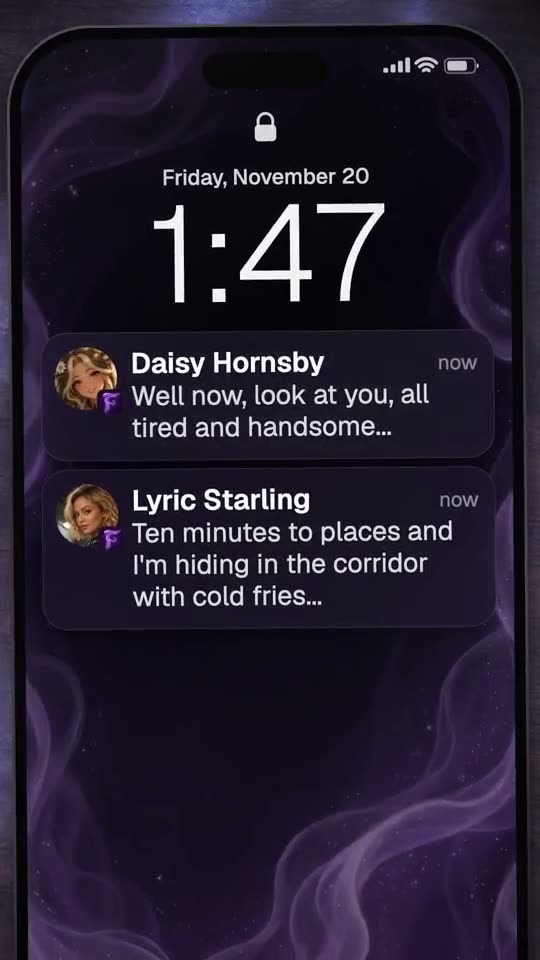 Friday, November 20
1:47
Daisy Hornsby
now
Well now, look at you, all
tired and handsome...
F
Lyric Starling
now
Ten minutes to places and
I'm hiding in the corridor
with cold fries...
F